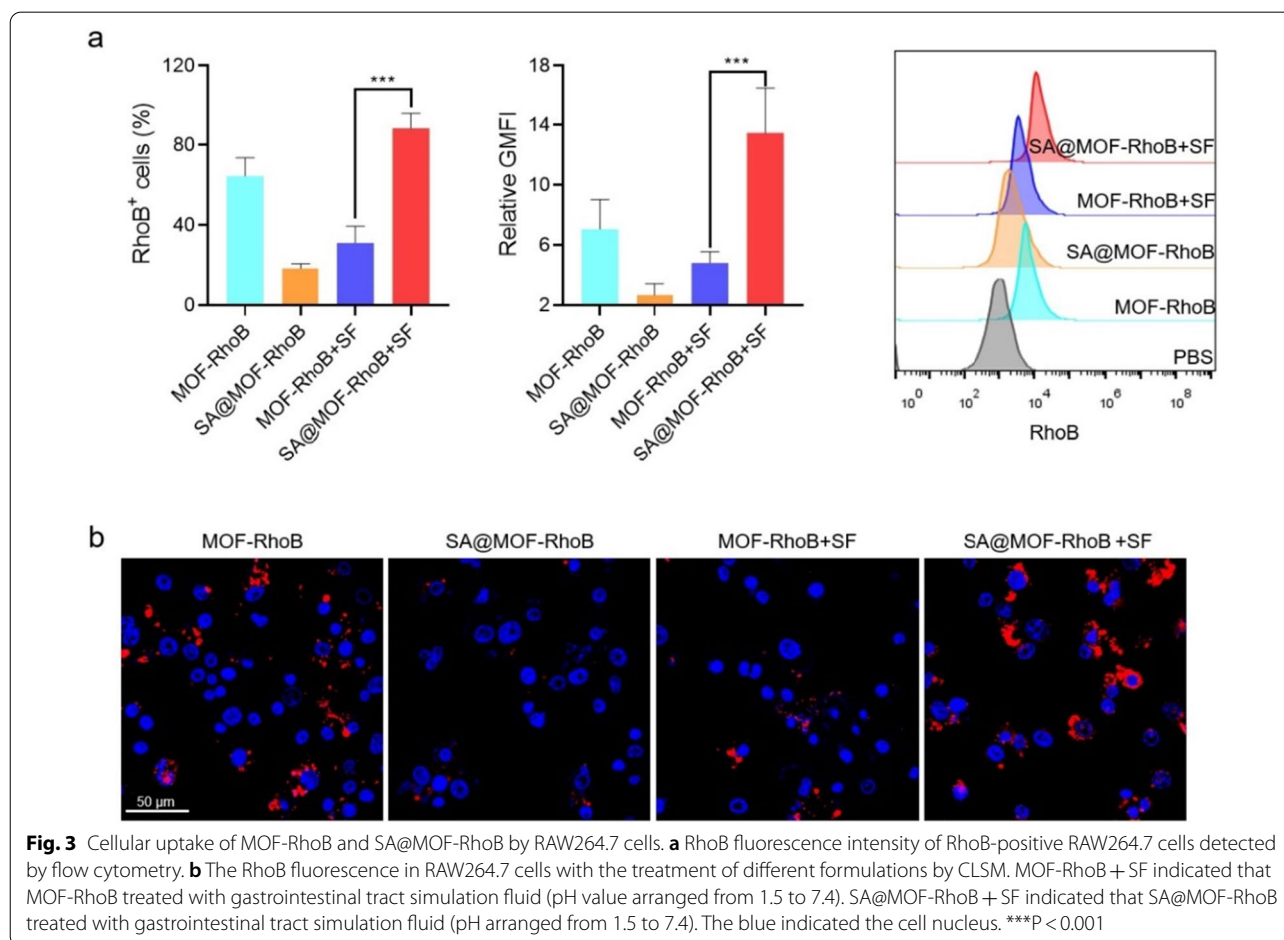 a
120
80
40
0
RhoB+ cells (%)
***
MOF-RhoB
SA@MOF-RhoB
MOF-RhoB+SF
SA@MOF-RhoB+SF
18
14
10
6
2
Relative GMFI
***
MOF-RhoB
SA@MOF-RhoB
MOF-RhoB+SF
SA@MOF-RhoB+SF
SA@MOF-RhoB+SF
MOF-RhoB+SF
SA@MOF-RhoB
MOF-RhoB
PBS
10^0 10^2 10^4 10^6 10^8
RhoB
b
MOF-RhoB SA@MOF-RhoB MOF-RhoB+SF SA@MOF-RhoB +SF
50 μm
Fig. 3 Cellular uptake of MOF-RhoB and SA@MOF-RhoB by RAW264.7 cells. a RhoB fluorescence intensity of RhoB-positive RAW264.7 cells detected
by flow cytometry. b The RhoB fluorescence in RAW264.7 cells with the treatment of different formulations by CLSM. MOF-RhoB + SF indicated that
MOF-RhoB treated with gastrointestinal tract simulation fluid (pH value arranged from 1.5 to 7.4). SA@MOF-RhoB + SF indicated that SA@MOF-RhoB
treated with gastrointestinal tract simulation fluid (pH arranged from 1.5 to 7.4). The blue indicated the cell nucleus. ***P < 0.001